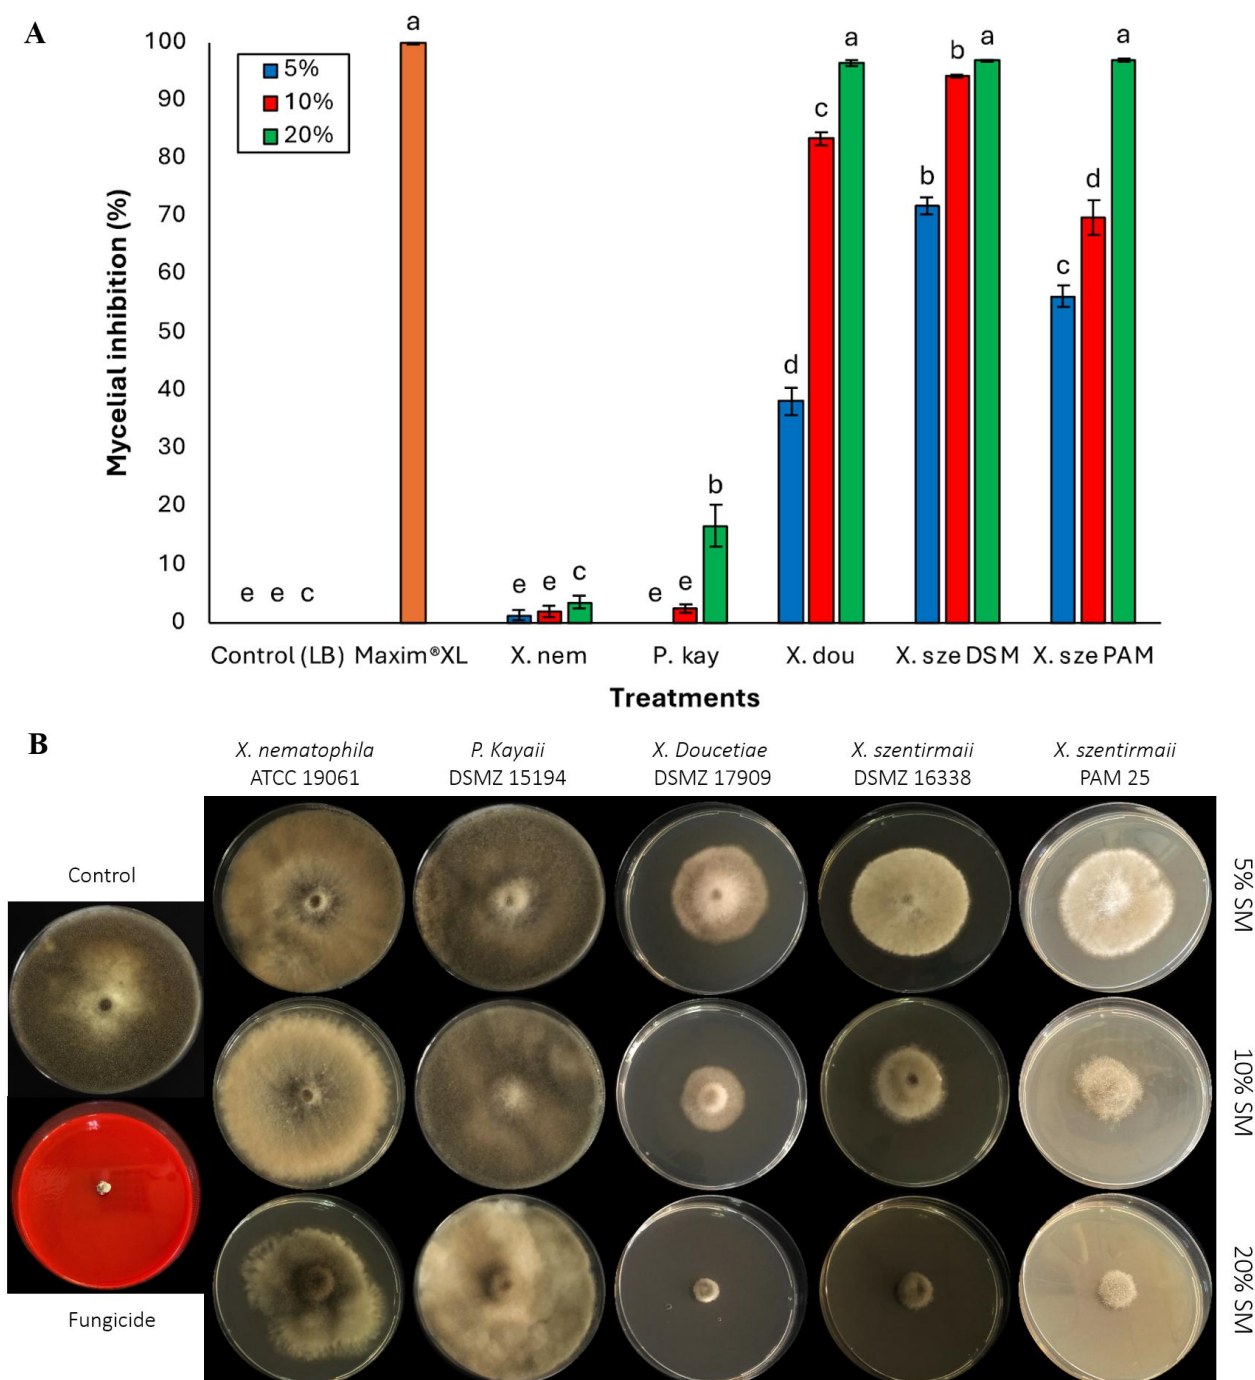 A
Mycelial inhibition (%)
100
90
80
70
60
50
40
30
20
10
0
5%
10%
20%
e e c
a
e e c
e e b
d c a
b b a
c d a
Control (LB) Maxim®XL X. nem P. kay X. dou X. sze DSM X. sze PAM
Treatments
B
X. nematophila P. Kayaii X. Doucetiae X. szentirmaii X. szentirmaii
ATCC 19061 DSMZ 15194 DSMZ 17909 DSMZ 16338 PAM 25
Control
Fungicide
5% SM
10% SM
20% SM